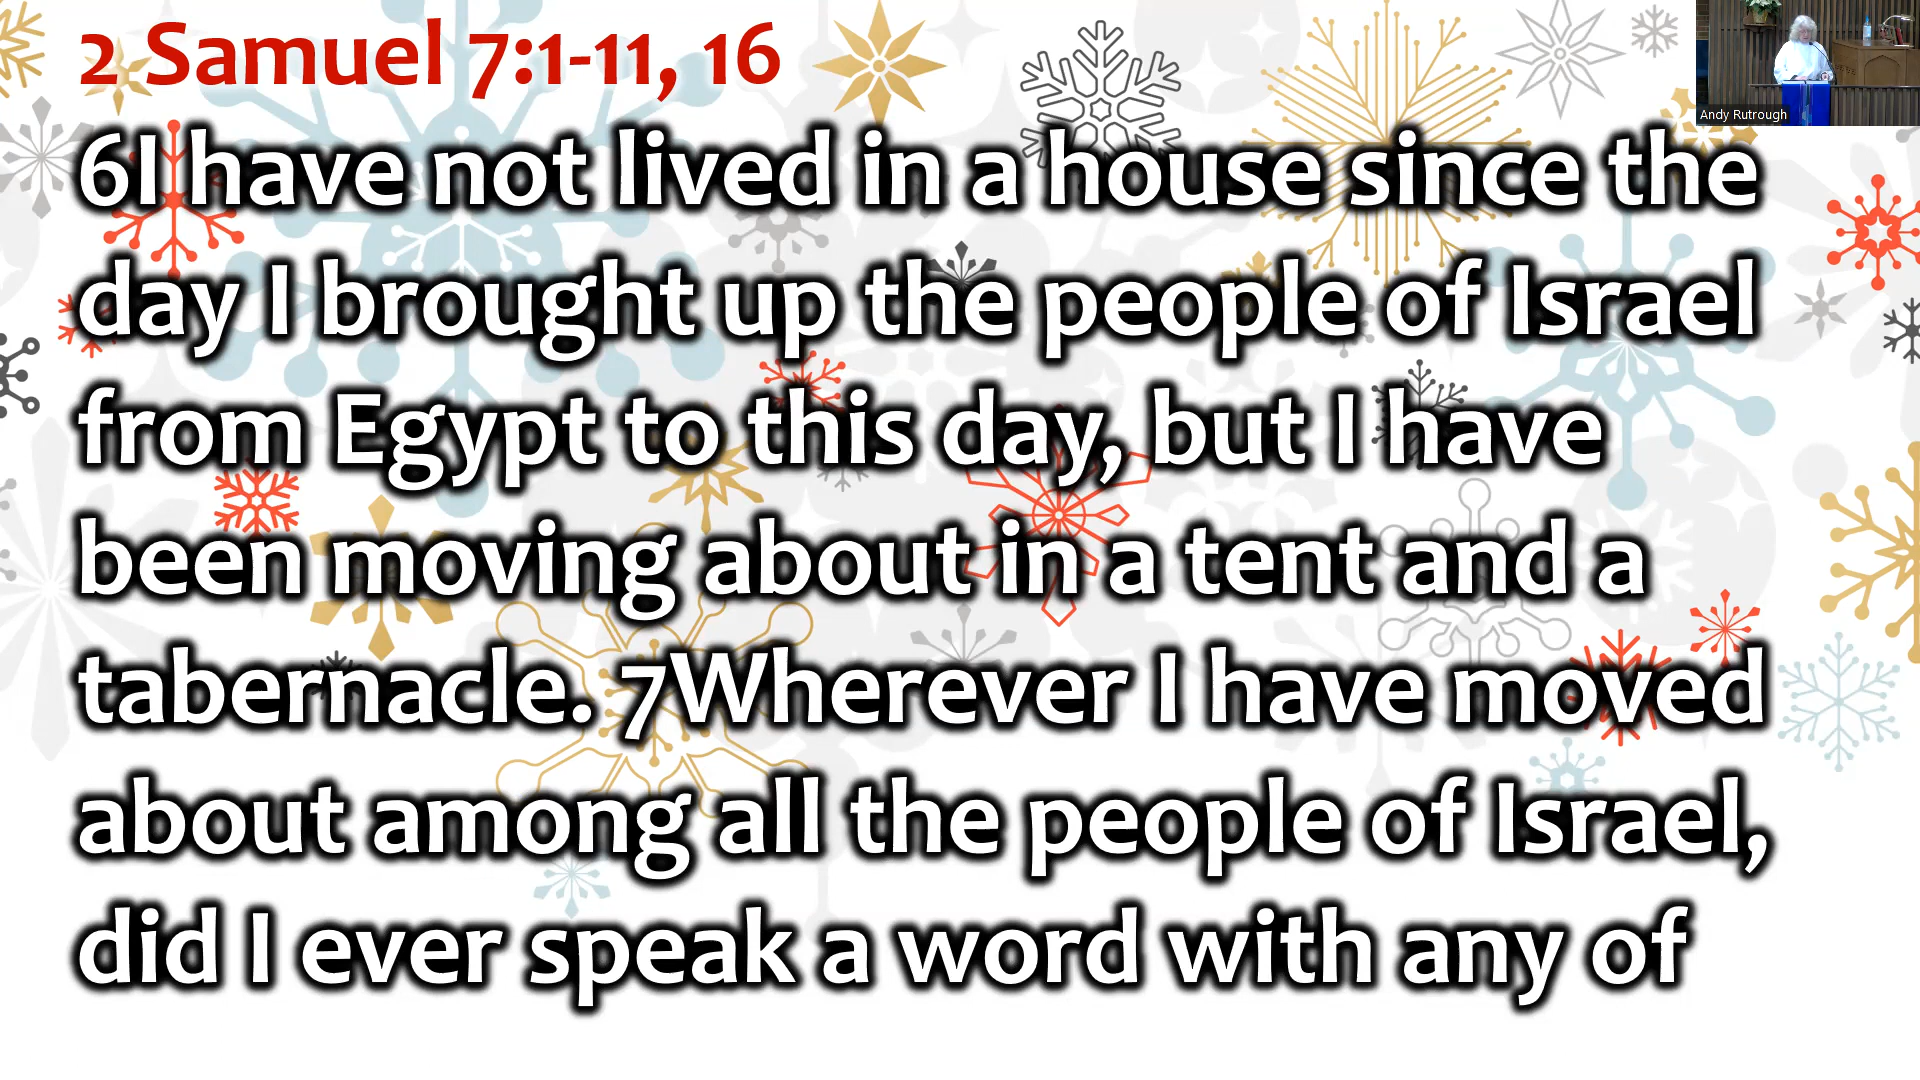 2 Samuel 7:1-11, 16
Andy Rutrough
6I have not lived in a house since the
day I brought up the people of Israel
from Egypt to this day, but I have
been moving about in a tent and a
tabernacle. 7Wherever I have moved
about among all the people of Israel,
did I ever speak a word with any of